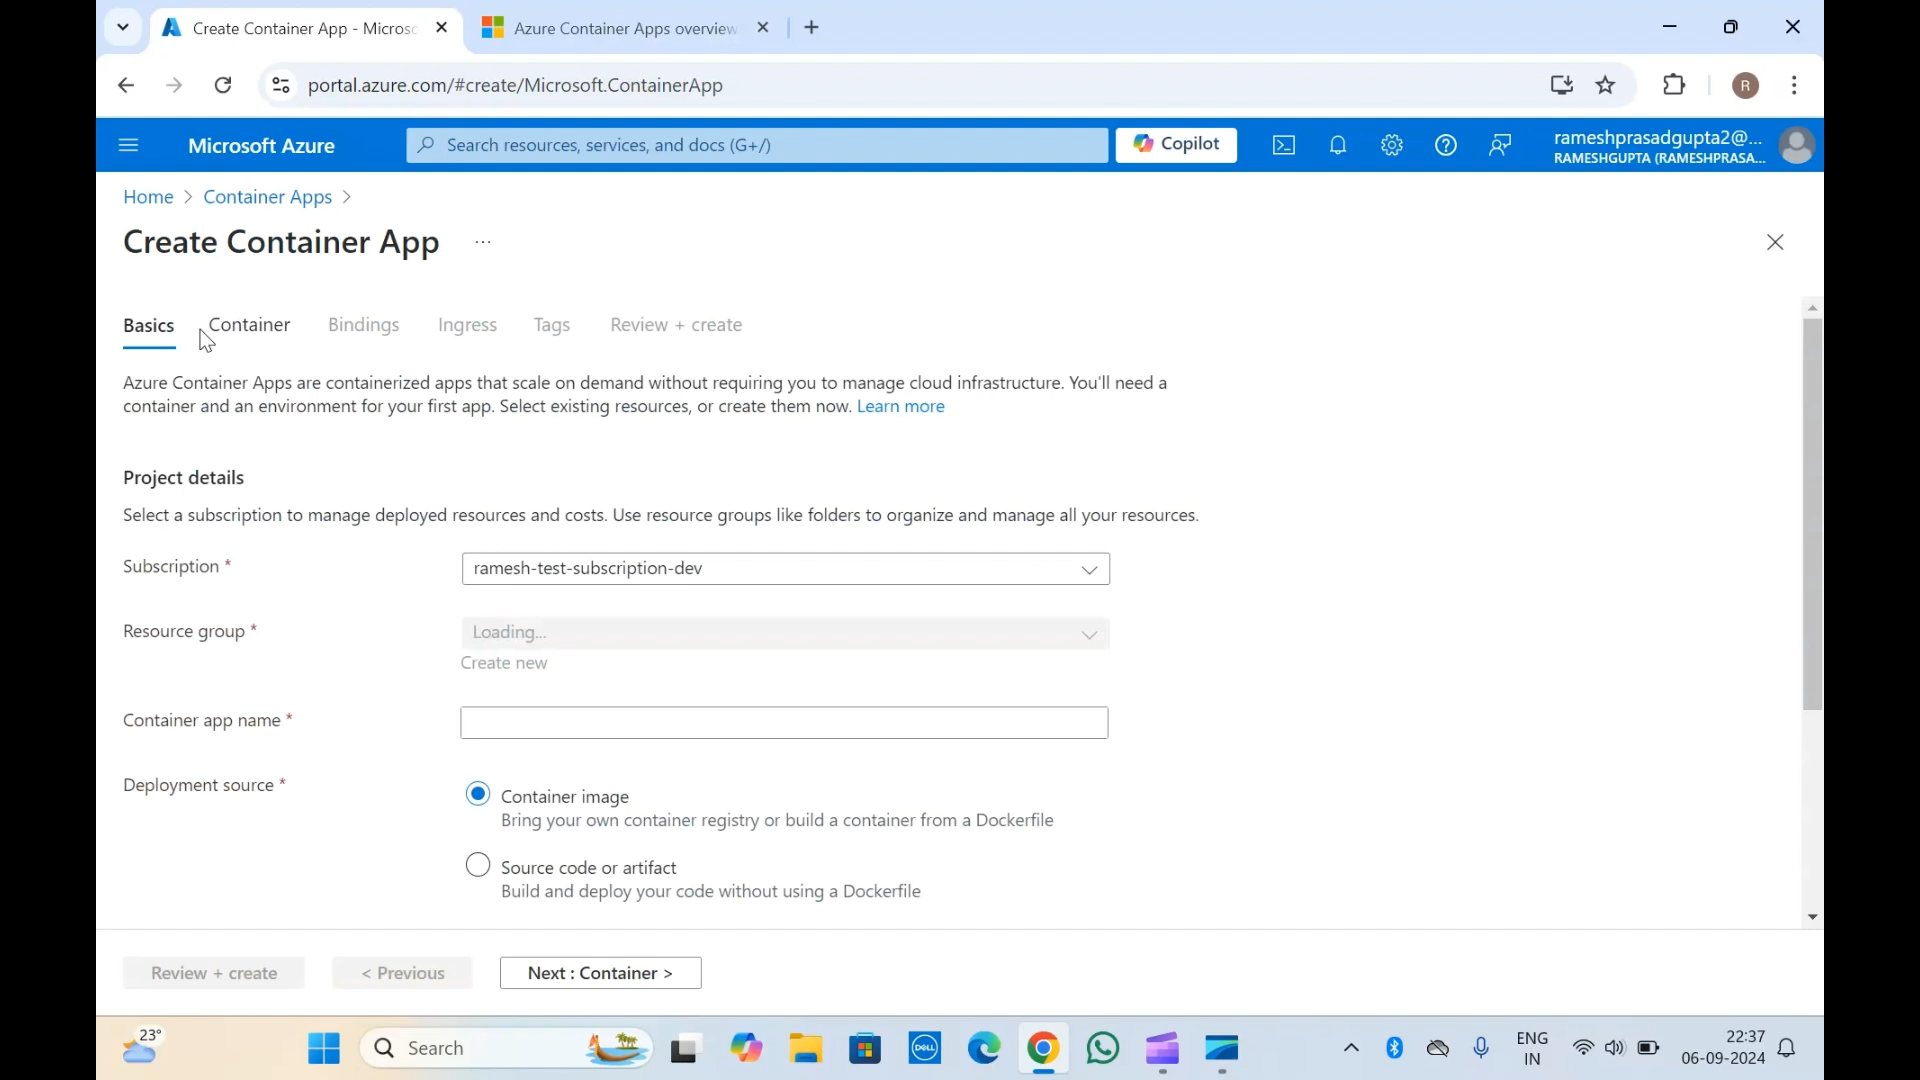 Create Container App - Microsc
Azure Container Apps overview
portal.azure.com/#create/Microsoft.ContainerApp
R
Microsoft Azure
Search resources, services, and docs (G+/)
Copilot
rameshprasadgupta2@...
RAMESHGUPTA (RAMESHPRASA...
Home > Container Apps >
Create Container App ...
Basics
Container
Bindings
Ingress
Tags
Review + create
Azure Container Apps are containerized apps that scale on demand without requiring you to manage cloud infrastructure. You'll need a
container and an environment for your first app. Select existing resources, or create them now. Learn more
Project details
Select a subscription to manage deployed resources and costs. Use resource groups like folders to organize and manage all your resources.
Subscription *
ramesh-test-subscription-dev
Resource group *
Loading...
Create new
Container app name *
Deployment source *
Container image
Bring your own container registry or build a container from a Dockerfile
Source code or artifact
Build and deploy your code without using a Dockerfile
Review + create
< Previous
Next : Container >
23°
Search
DELL
ENG
IN
22:37
06-09-2024